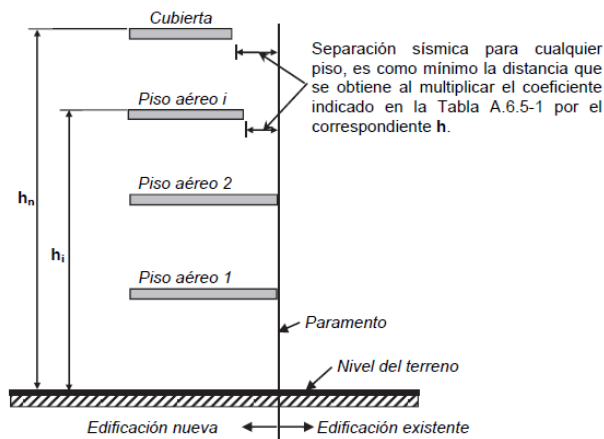 Cubierta
Separación sísmica para cualquier
piso, es como mínimo la distancia que
se obtiene al multiplicar el coeficiente
indicado en la Tabla A.6.5-1 por el
correspondiente h.
Piso aéreo i
hn
Piso aéreo 2
hi
Piso aéreo 1
Paramento
Nivel del terreno
Edificación nueva
Edificación existente